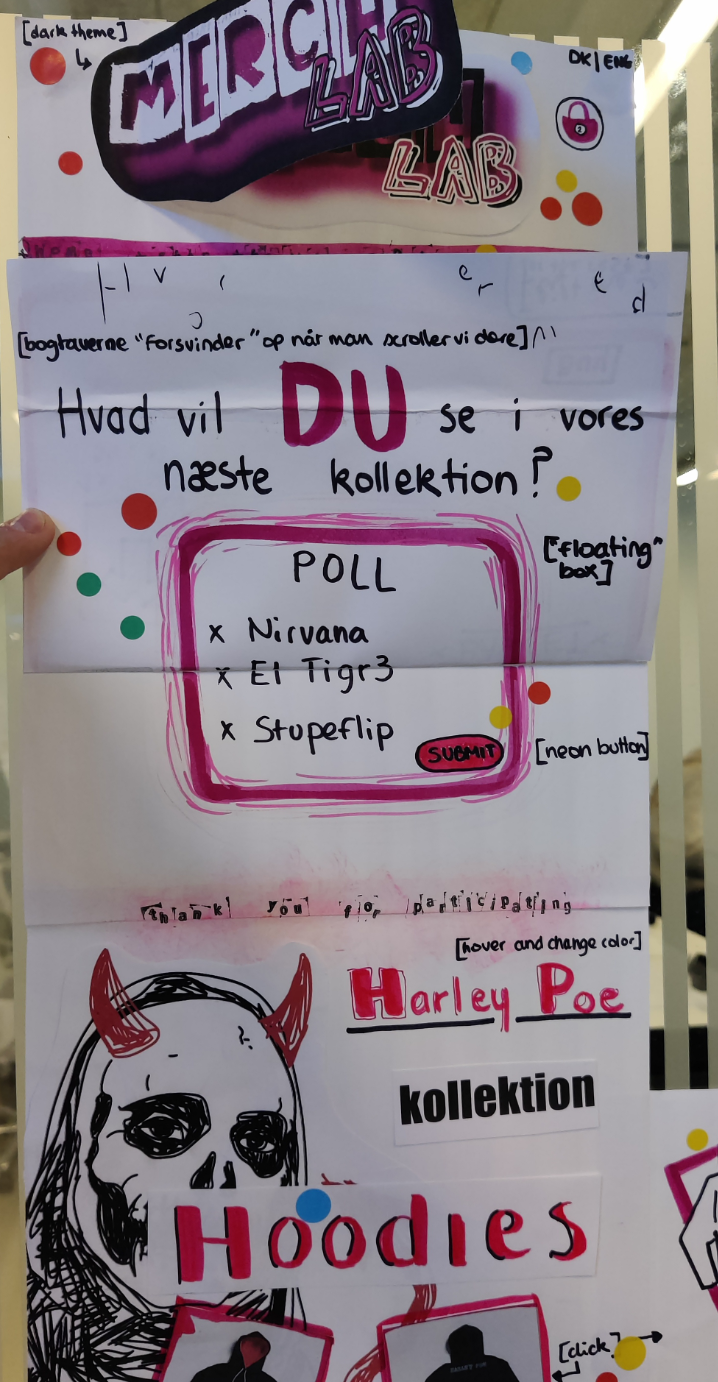 [dark theme]
MERCH
LAB
DK|ENG
LAB
H v i e r t d
[bogtaverne "forsvinder" op når man scroller videre]
Hvad vil DU se i vores
næste kollektion?
["floating"
box]
POLL
x Nirvana
x El Tigr3
x Stupeflip
SUBMIT
[neon button]
thank you for participating
[hover and change color]
Harley Poe
kollektion
Hoodies
[click]